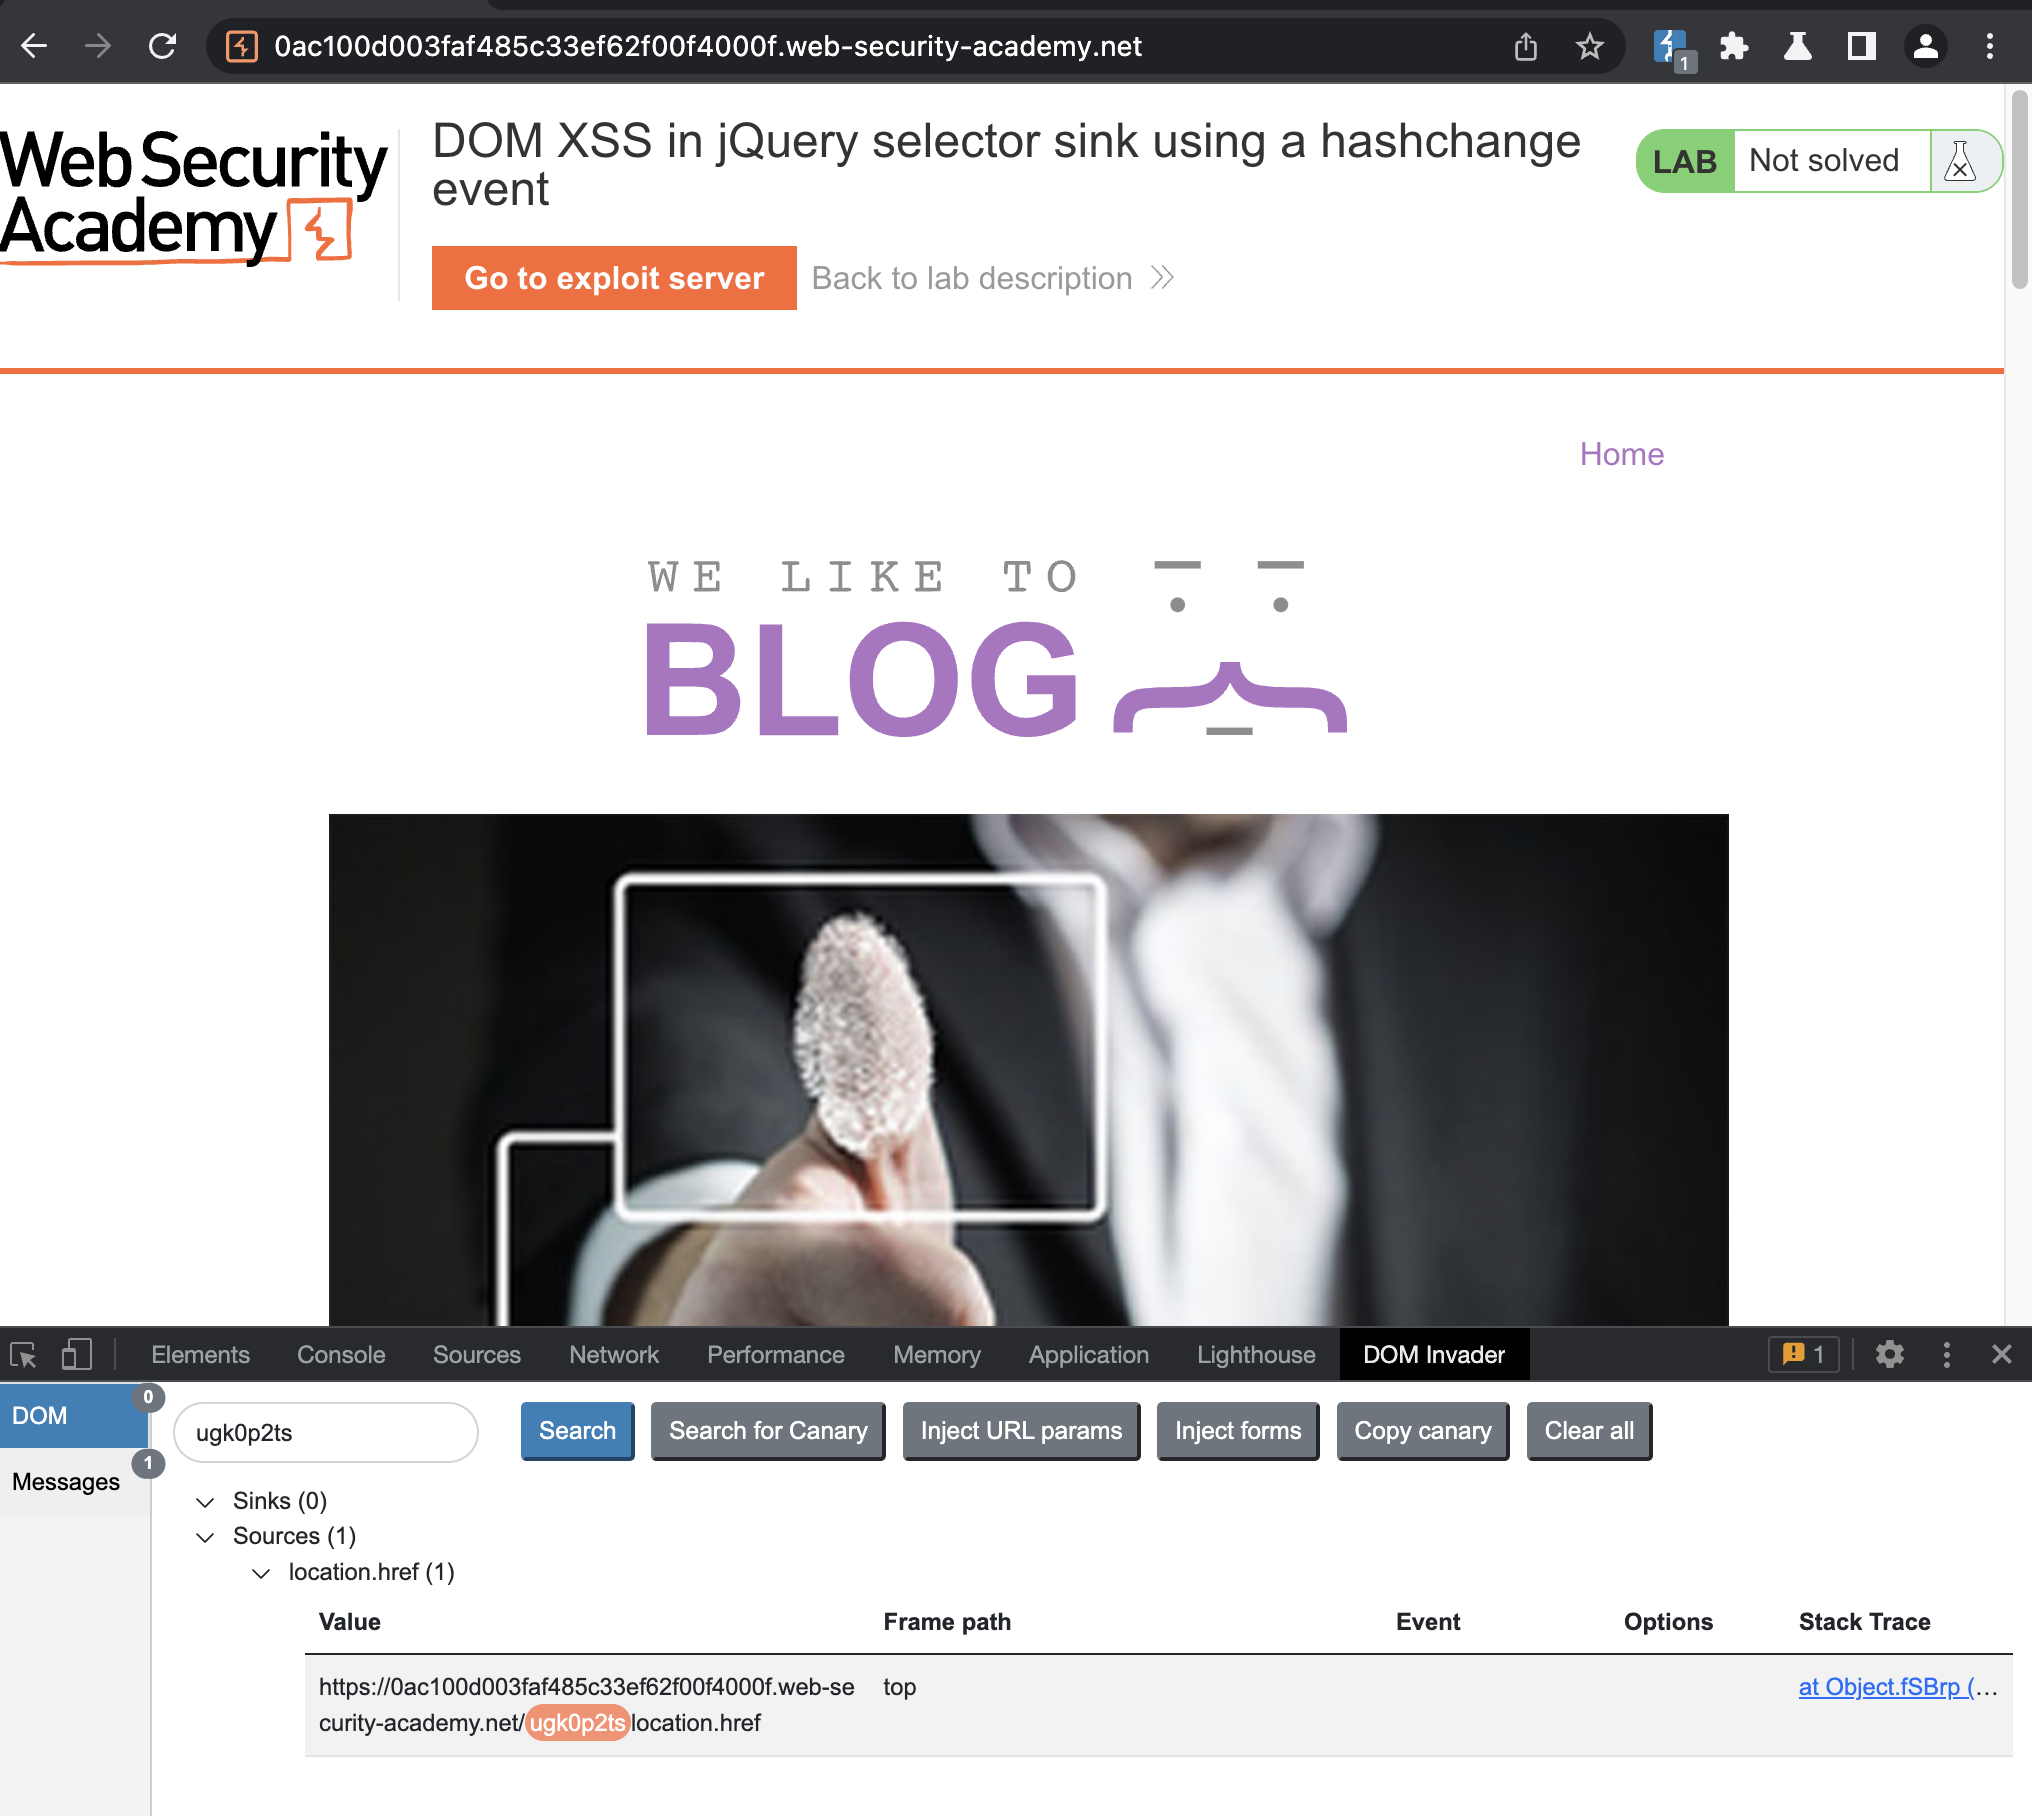 0ac100d003faf485c33ef62f00f4000f.web-security-academy.net
1
Web Security
Academy
DOM XSS in jQuery selector sink using a hashchange
event
LAB Not solved
Go to exploit server
Back to lab description
Home
WE LIKE TO
BLOG
Elements Console Sources Network Performance Memory Application Lighthouse DOM Invader 1
DOM 0
Messages 1
ugk0p2ts Search Search for Canary Inject URL params Inject forms Copy canary Clear all
Sinks (0)
Sources (1)
location.href (1)
Value Frame path Event Options Stack Trace
https://0ac100d003faf485c33ef62f00f4000f.web-se top at Object.fSBrp (…
curity-academy.net/ugk0p2tslocation.href